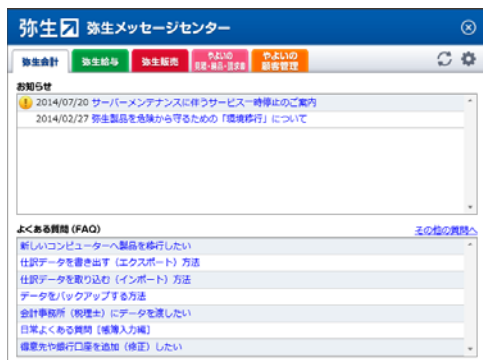 弥生 弥生メッセージセンター
弥生会計 弥生給与 弥生販売 やよいの 見積・納品・請求書 やよいの 顧客管理
お知らせ
2014/07/20 サーバーメンテナンスに伴うサービス一時停止のご案内
2014/02/27 弥生製品を危険から守るための「環境移行」について
よくある質問 (FAQ) その他の質問へ
新しいコンピューターへ製品を移行したい
仕訳データを書き出す（エクスポート）方法
仕訳データを取り込む（インポート）方法
データをバックアップする方法
会計事務所（税理士）にデータを渡したい
日常よくある質問［帳簿入力編］
得意先や銀行口座を追加（修正）したい